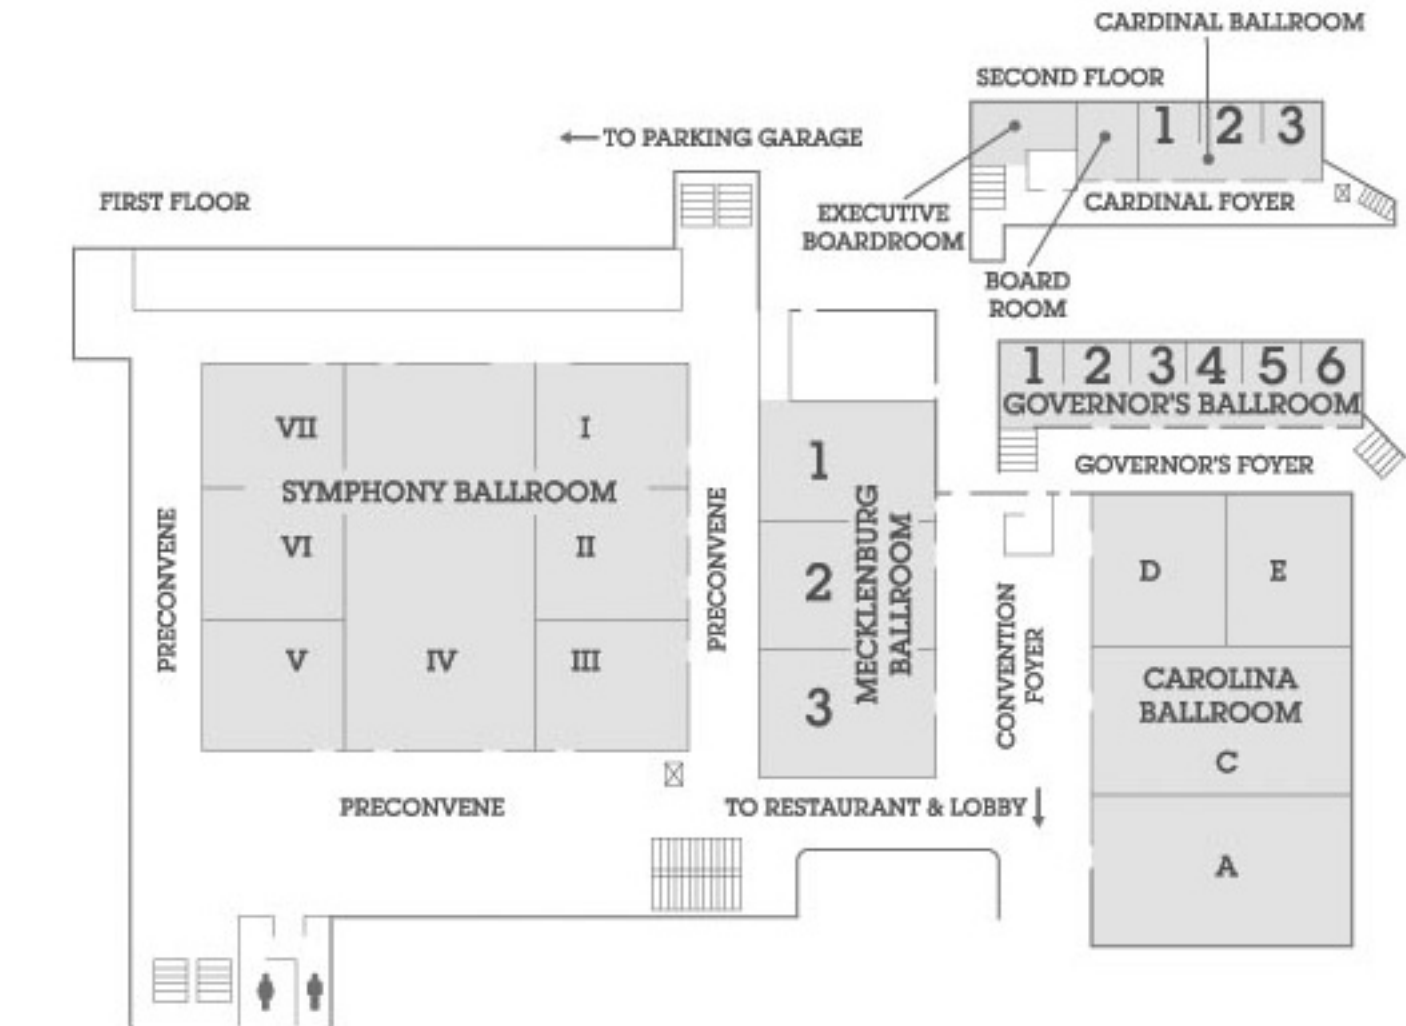 CARDINAL BALLROOM
SECOND FLOOR
1 2 3
← TO PARKING GARAGE
FIRST FLOOR
EXECUTIVE
BOARDROOM
CARDINAL FOYER
BOARD
ROOM
1 2 3 4 5 6
GOVERNOR'S BALLROOM
GOVERNOR'S FOYER
VII
I
SYMPHONY BALLROOM
VI
II
V
IV
III
PRECONVENE
PRECONVENE
PRECONVENE
1
2
3
MECKLENBURG
BALLROOM
CONVENTION
FOYER
D
E
CAROLINA
BALLROOM
C
A
TO RESTAURANT & LOBBY ↓